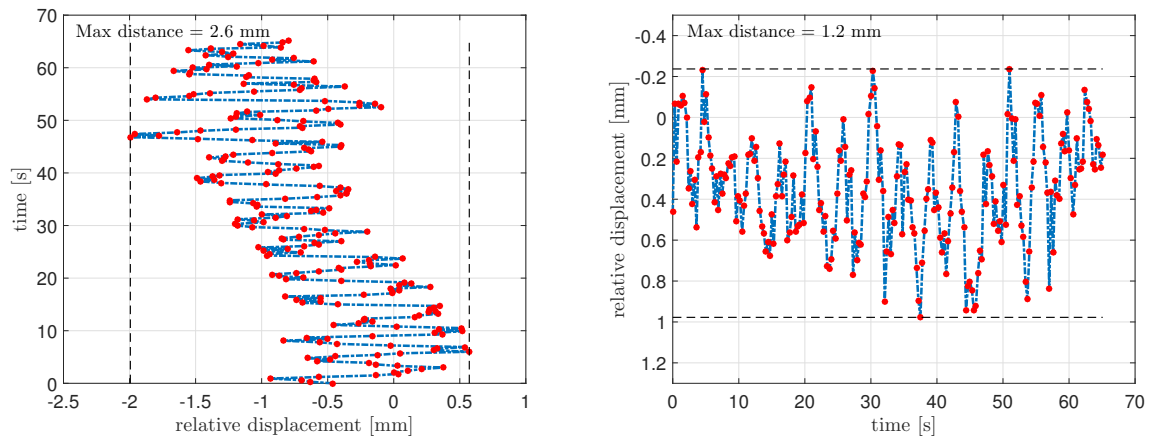 Max distance = 2.6 mm
70
60
50
40
30
20
10
0
time [s]
-2.5 -2 -1.5 -1 -0.5 0 0.5 1
relative displacement [mm]
Max distance = 1.2 mm
-0.4
-0.2
0
0.2
0.4
0.6
0.8
1
1.2
relative displacement [mm]
0 10 20 30 40 50 60 70
time [s]